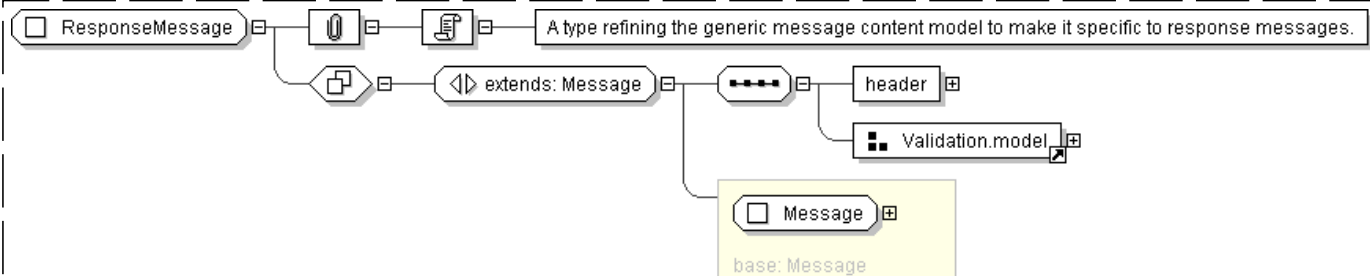 ResponseMessage
A type refining the generic message content model to make it specific to response messages.
extends: Message
header
Validation.model
Message
base: Message